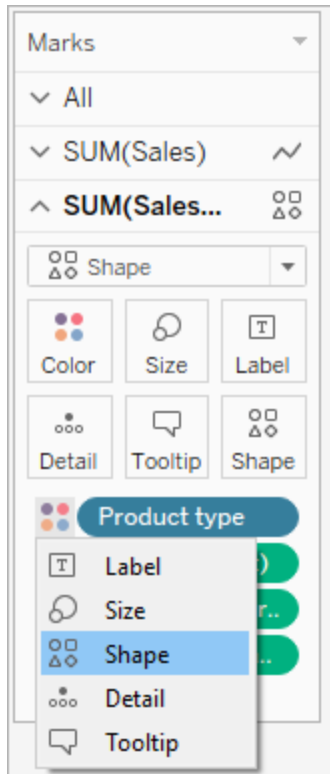 Marks
All
SUM(Sales)
SUM(Sales...
Shape
Color Size Label
Detail Tooltip Shape
Product type
Label )
Size r..
Shape ..
Detail
Tooltip